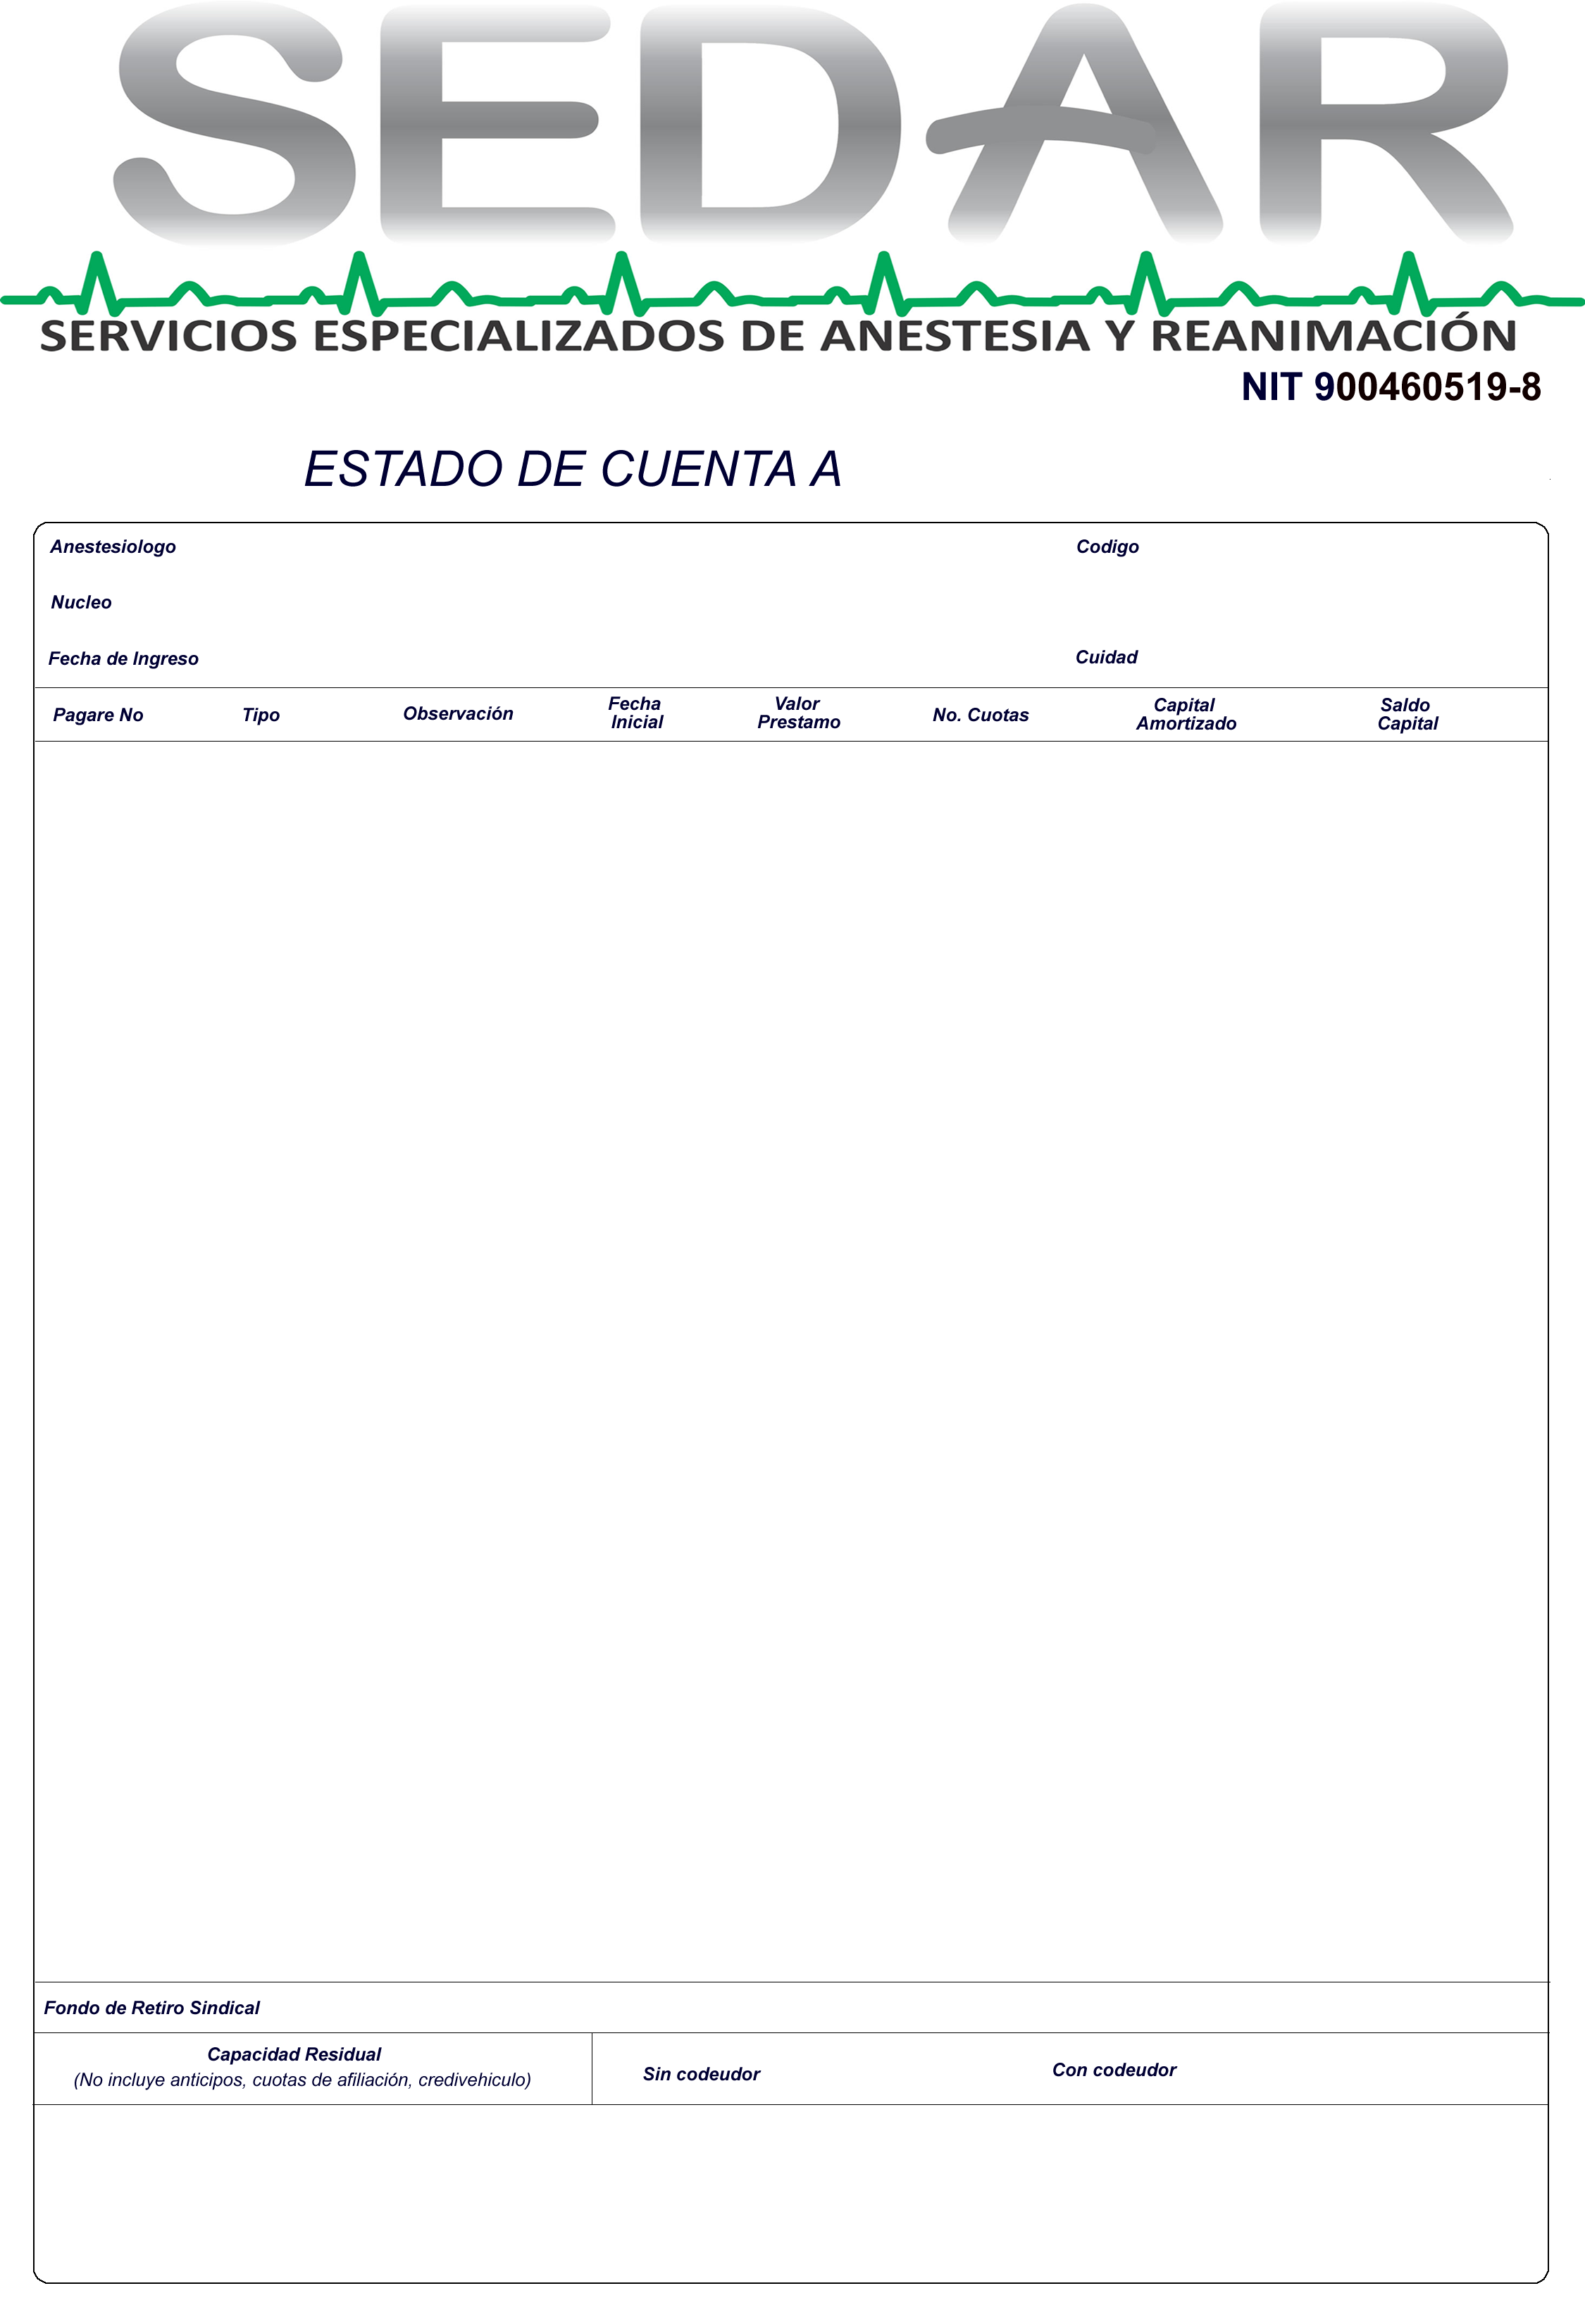 SEDAR
SERVICIOS ESPECIALIZADOS DE ANESTESIA Y REANIMACIÓN
NIT 900460519-8
ESTADO DE CUENTA A
Anestesiologo Codigo
Nucleo
Fecha de Ingreso Cuidad
Pagare No Tipo Observación Fecha Inicial Valor Prestamo No. Cuotas Capital Amortizado Saldo Capital
Fondo de Retiro Sindical
Capacidad Residual
(No incluye anticipos, cuotas de afiliación, credivehiculo)
Sin codeudor Con codeudor